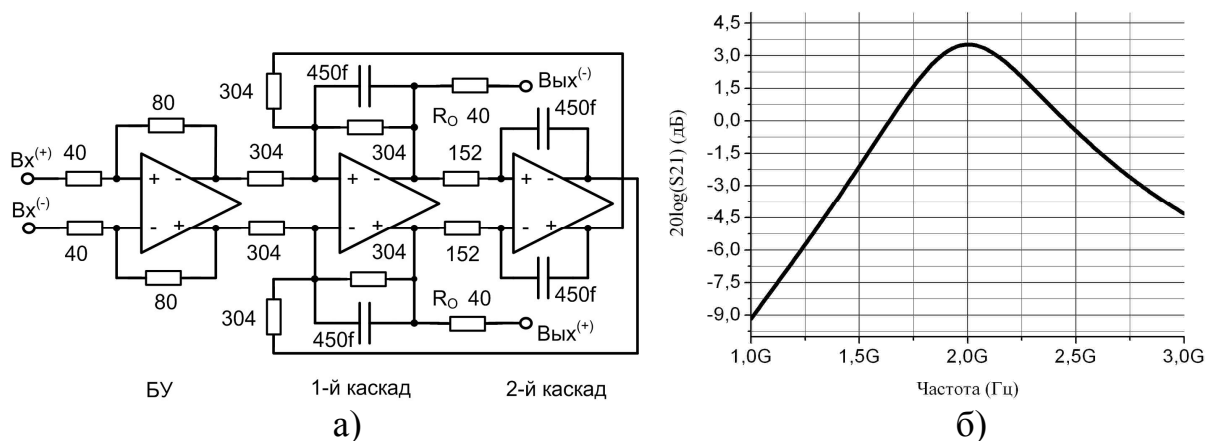 450f
Вых(-)
304
R₀ 40
450f
80
304
304
152
Вх(+)
40
+ -
+ -
+ -
Вх(-)
- +
- +
- +
40
304
304
152
80
304
R₀ 40
450f
450f
Вых(+)
БУ
1-й каскад
2-й каскад
а)
20log(S21) (дБ)
4,5
3,0
1,5
0,0
-1,5
-3,0
-4,5
-6,0
-7,5
-9,0
1,0G
1,5G
2,0G
2,5G
3,0G
Частота (Гц)
б)